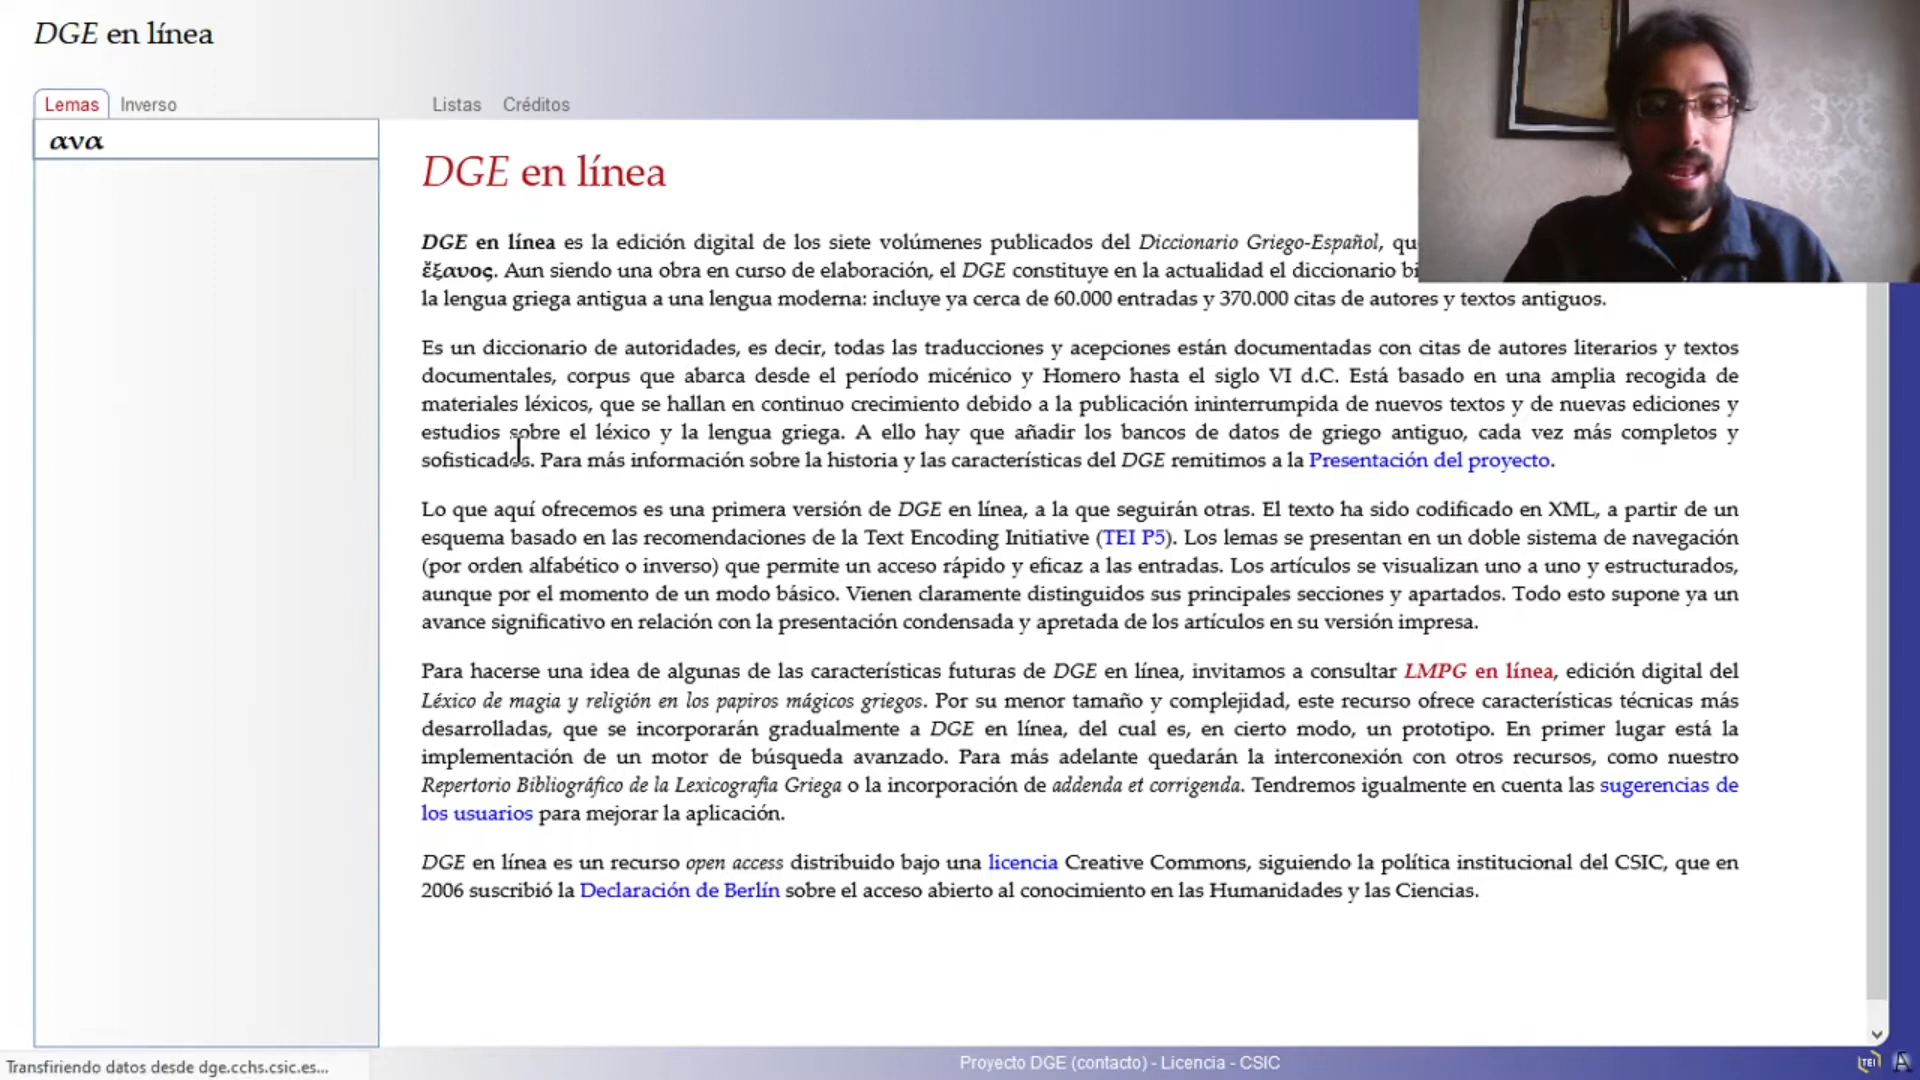 DGE en línea
Lemas Inverso Listas Créditos
ανα
DGE en línea
DGE en línea es la edición digital de los siete volúmenes publicados del Diccionario Griego-Español,
ἔξαυος. Aun siendo una obra en curso de elaboración, el DGE constituye en la actualidad el diccionario
la lengua griega antigua a una lengua moderna: incluye ya cerca de 60.000 entradas y 370.000 citas de autores y textos antiguos.
Es un diccionario de autoridades, es decir, todas las traducciones y acepciones están documentadas con citas de autores literarios y textos
documentales, corpus que abarca desde el período micénico y Homero hasta el siglo VI d.C. Está basado en una amplia recogida de
materiales léxicos, que se hallan en continuo crecimiento debido a la publicación ininterrumpida de nuevos textos y de nuevas ediciones y
estudios sobre el léxico y la lengua griega. A ello hay que añadir los bancos de datos de griego antiguo, cada vez más completos y
sofisticados. Para más información sobre la historia y las características del DGE remitimos a la Presentación del proyecto.
Lo que aquí ofrecemos es una primera versión de DGE en línea, a la que seguirán otras. El texto ha sido codificado en XML, a partir de un
esquema basado en las recomendaciones de la Text Encoding Initiative (TEI P5). Los lemas se presentan en un doble sistema de navegación
(por orden alfabético o inverso) que permite un acceso rápido y eficaz a las entradas. Los artículos se visualizan uno a uno y estructurados,
aunque por el momento de un modo básico. Vienen claramente distinguidos sus principales secciones y apartados. Todo esto supone ya un
avance significativo en relación con la presentación condensada y apretada de los artículos en su versión impresa.
Para hacerse una idea de algunas de las características futuras de DGE en línea, invitamos a consultar LMPG en línea, edición digital del
Léxico de magia y religión en los papiros mágicos griegos. Por su menor tamaño y complejidad, este recurso ofrece características técnicas más
desarrolladas, que se incorporarán gradualmente a DGE en línea, del cual es, en cierto modo, un prototipo. En primer lugar está la
implementación de un motor de búsqueda avanzado. Para más adelante quedarán la interconexión con otros recursos, como nuestro
Repertorio Bibliográfico de la Lexicografía Griega o la incorporación de addenda et corrigenda. Tendremos igualmente en cuenta las sugerencias de
los usuarios para mejorar la aplicación.
DGE en línea es un recurso open access distribuido bajo una licencia Creative Commons, siguiendo la política institucional del CSIC, que en
2006 suscribió la Declaración de Berlín sobre el acceso abierto al conocimiento en las Humanidades y las Ciencias.
Transfiriendo datos desde dge.cchs.csic.es...
Proyecto DGE (contacto) - Licencia - CSIC
TEI